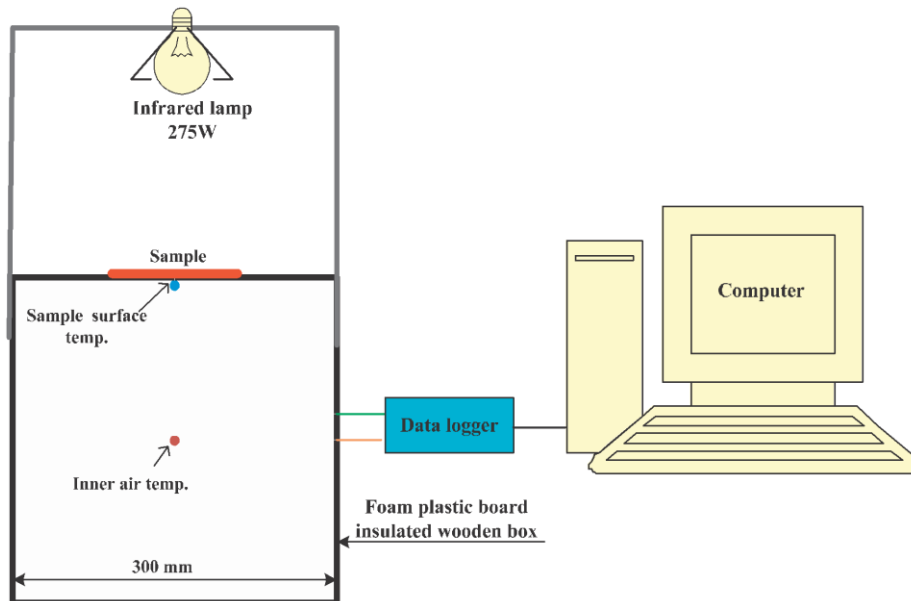 Infrared lamp
275W
Sample
Sample surface
temp.
Computer
Data logger
Inner air temp.
Foam plastic board
insulated wooden box
300 mm